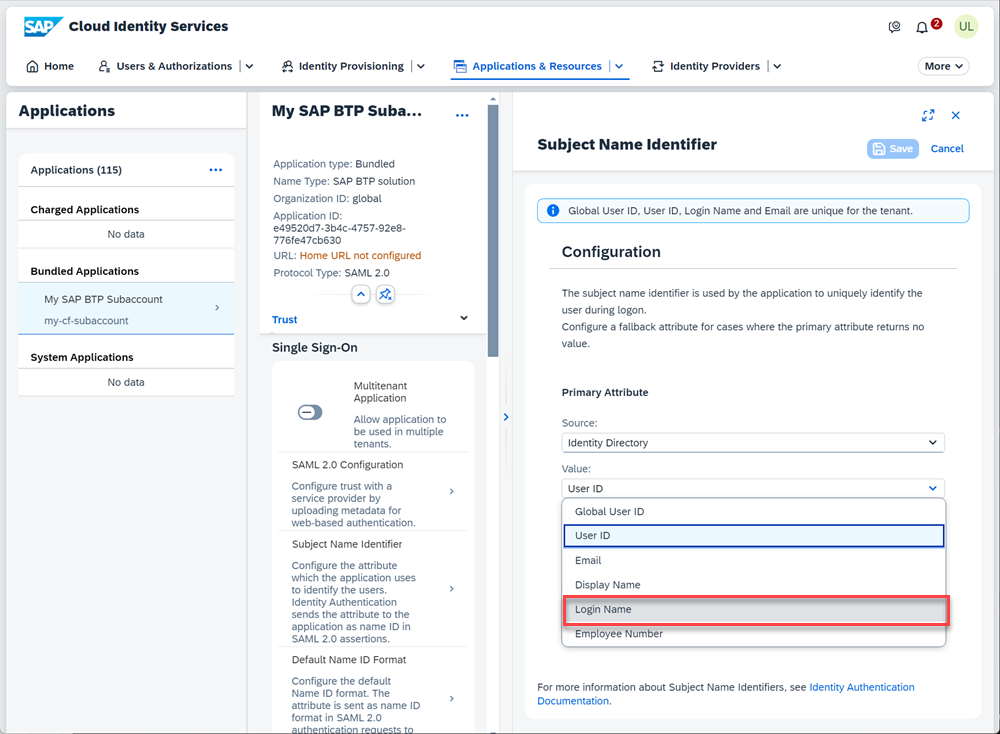 SAP Cloud Identity Services
2
UL
Home
Users & Authorizations
Identity Provisioning
Applications & Resources
Identity Providers
More
Applications
Applications (115)
Charged Applications
No data
Bundled Applications
My SAP BTP Subaccount
my-cf-subaccount
System Applications
No data
My SAP BTP Suba...
Application type: Bundled
Name Type: SAP BTP solution
Organization ID: global
Application ID:
e49520d7-3b4c-4757-92e8-
776fe47cb630
URL: Home URL not configured
Protocol Type: SAML 2.0
Trust
Single Sign-On
Multitenant
Application
Allow application to
be used in multiple
tenants.
SAML 2.0 Configuration
Configure trust with a
service provider by
uploading metadata for
web-based authentication.
Subject Name Identifier
Configure the attribute
which the application uses
to identify the users.
Identity Authentication
sends the attribute to the
application as name ID in
SAML 2.0 assertions.
Default Name ID Format
Configure the default
Name ID format. The
attribute is sent as name ID
format in SAML 2.0
authentication requests to
Subject Name Identifier
Save
Cancel
Global User ID, User ID, Login Name and Email are unique for the tenant.
Configuration
The subject name identifier is used by the application to uniquely identify the
user during logon.
Configure a fallback attribute for cases where the primary attribute returns no
value.
Primary Attribute
Source:
Identity Directory
Value:
User ID
Global User ID
User ID
Email
Display Name
Login Name
Employee Number
For more information about Subject Name Identifiers, see Identity Authentication
Documentation.